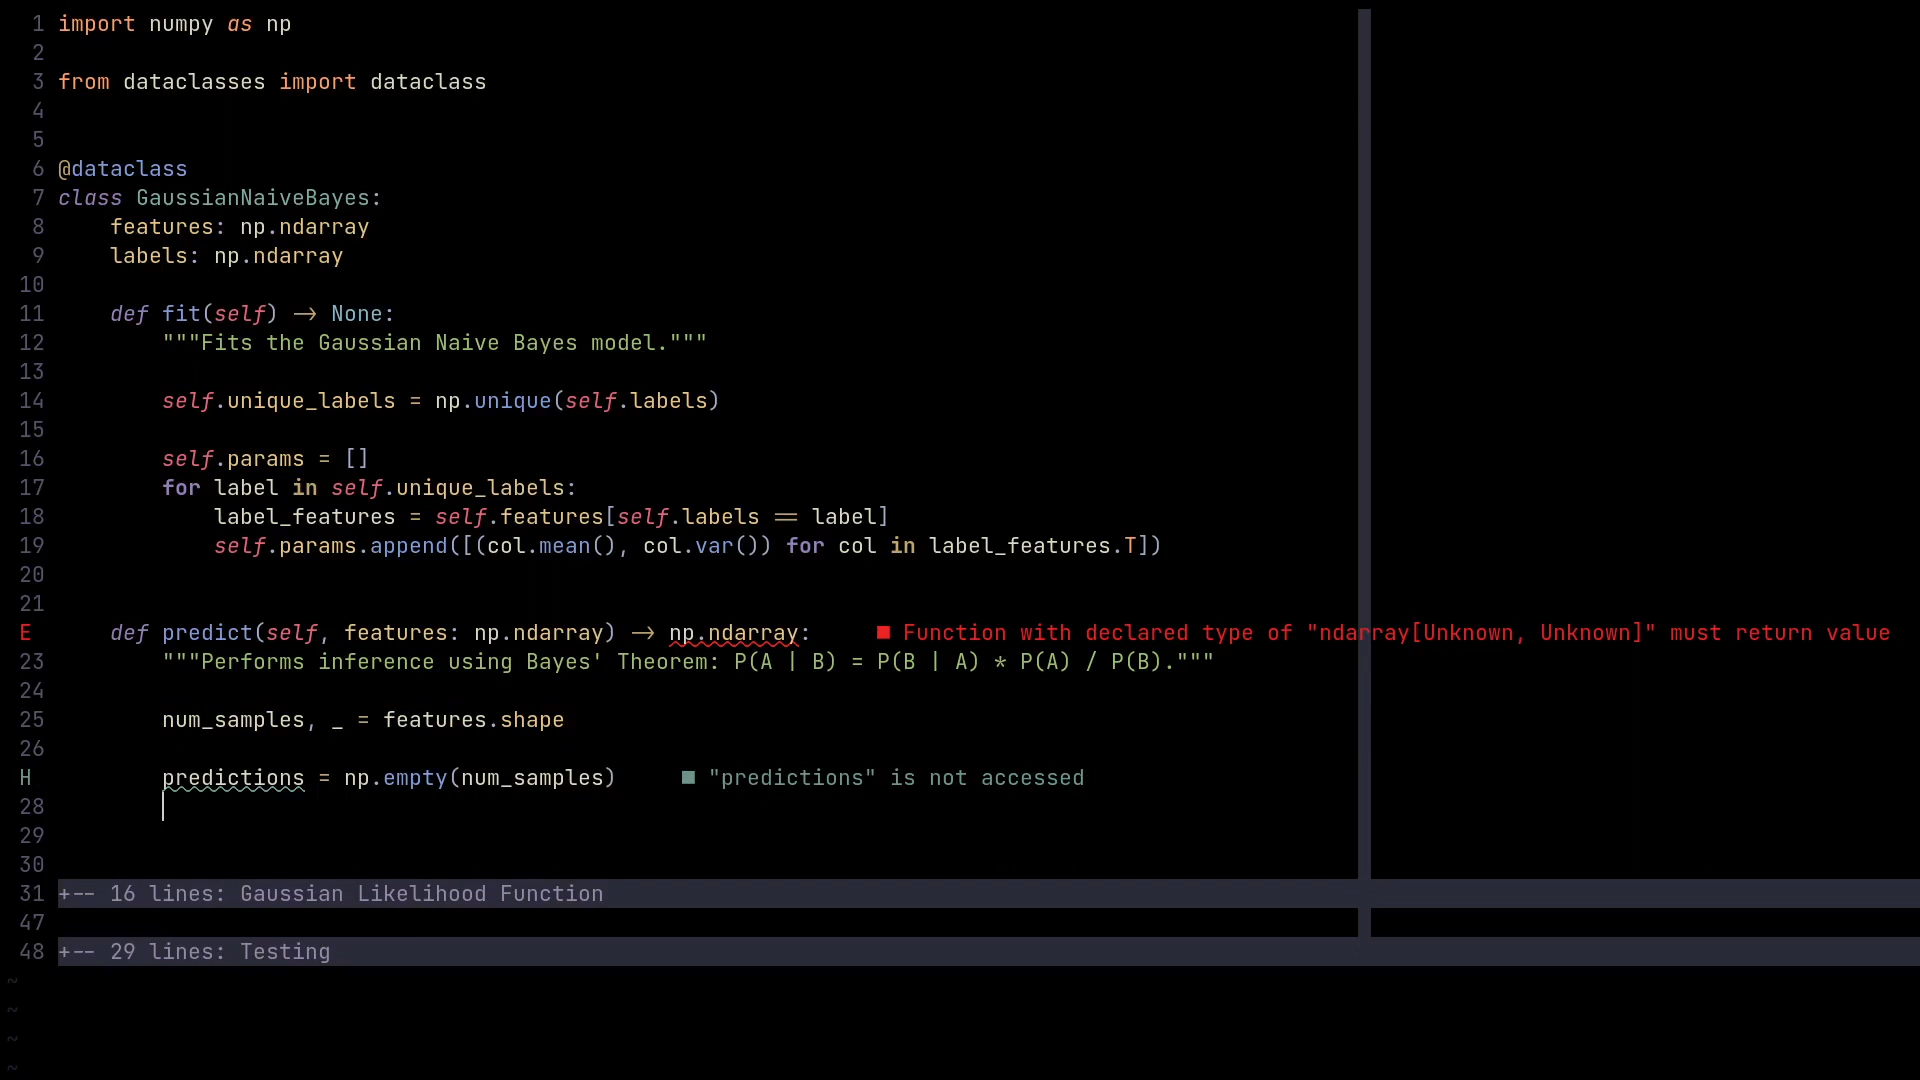 1 import numpy as np
2
3 from dataclasses import dataclass
4
5
6 @dataclass
7 class GaussianNaiveBayes:
8     features: np.ndarray
9     labels: np.ndarray
10
11     def fit(self) -> None:
12         """Fits the Gaussian Naive Bayes model."""
13
14         self.unique_labels = np.unique(self.labels)
15
16         self.params = []
17         for label in self.unique_labels:
18             label_features = self.features[self.labels == label]
19             self.params.append([(col.mean(), col.var()) for col in label_features.T])
20
21
E     def predict(self, features: np.ndarray) -> np.ndarray:     ■ Function with declared type of "ndarray[Unknown, Unknown]" must return value
23         """Performs inference using Bayes' Theorem: P(A | B) = P(B | A) * P(A) / P(B)."""
24
25         num_samples, _ = features.shape
26
H         predictions = np.empty(num_samples)     ■ "predictions" is not accessed
28
29
30
31 +-- 16 lines: Gaussian Likelihood Function
47
48 +-- 29 lines: Testing
~
~
~
~